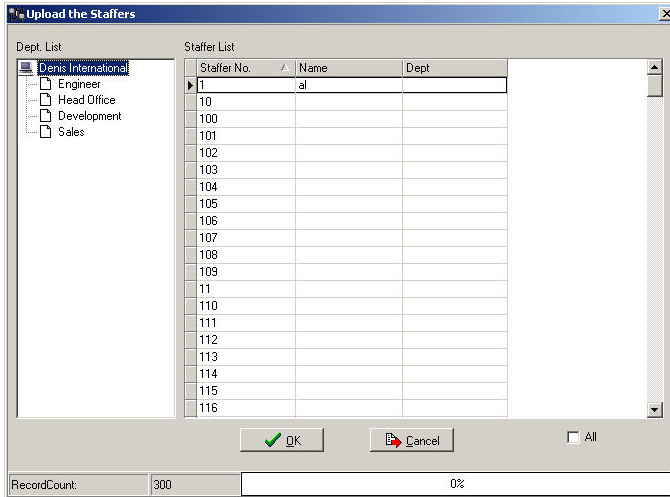 Upload the Staffers
Dept. List
Denis International
Engineer
Head Office
Development
Sales
Staffer List
Staffer No. Name Dept
1 al
10
100
101
102
103
104
105
106
107
108
109
11
110
111
112
113
114
115
116
OK Cancel All
RecordCount: 300 0%